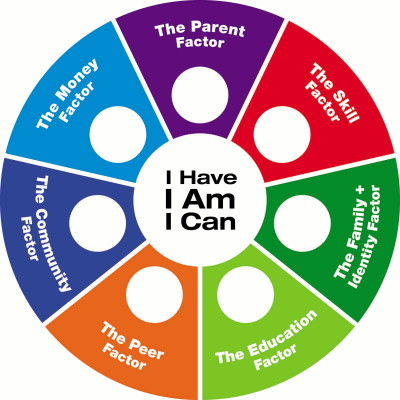 The Parent
Factor
The Skill
Factor
The Family +
Identity Factor
The Education
Factor
The Peer
Factor
The Community
Factor
The Money
Factor
I Have
I Am
I Can